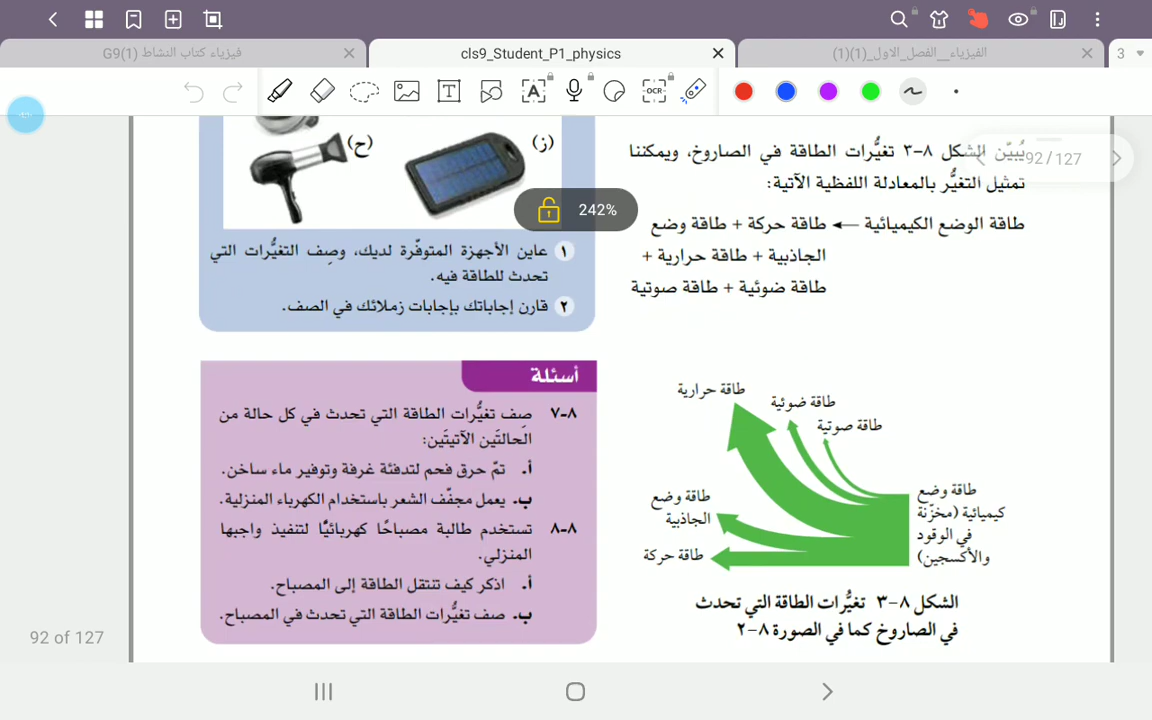 فيزياء كتاب النشاط G9(1)
cls9_Student_P1_physics
الفيزياء__الفصل_الاول_(1)(1)
3
A
T
OCR
92/127
242%
يُبيّن الشكل ٨-٣ تغيُّرات الطاقة في الصاروخ، ويمكننا
تمثيل التغيُّر بالمعادلة اللفظية الآتية:
طاقة الوضع الكيميائية ← طاقة حركة + طاقة وضع
الجاذبية + طاقة حرارية +
طاقة ضوئية + طاقة صوتية
طاقة حرارية
طاقة ضوئية
طاقة صوتية
طاقة وضع
الجاذبية
طاقة حركة
طاقة وضع
كيميائية (مخزّنة
في الوقود
والأكسجين)
الشكل ٨-٣ تغيُّرات الطاقة التي تحدث
في الصاروخ كما في الصورة ٨-٢
(ز)
(ح)
١ عاين الأجهزة المتوفّرة لديك، وصِف التغيُّرات التي
تحدث للطاقة فيه.
٢ قارن إجاباتك بإجابات زملائك في الصف.
أسئلة
٨-٧ صِف تغيُّرات الطاقة التي تحدث في كل حالة من
الحالتَين الآتيتَين:
أ. تمّ حرق فحم لتدفئة غرفة وتوفير ماء ساخن.
ب. يعمل مجفّف الشعر باستخدام الكهرباء المنزلية.
٨-٨ تستخدم طالبة مصباحًا كهربائيًّا لتنفيذ واجبها
المنزلي.
أ. اذكر كيف تنتقل الطاقة إلى المصباح.
ب. صف تغيُّرات الطاقة التي تحدث في المصباح.
92 of 127